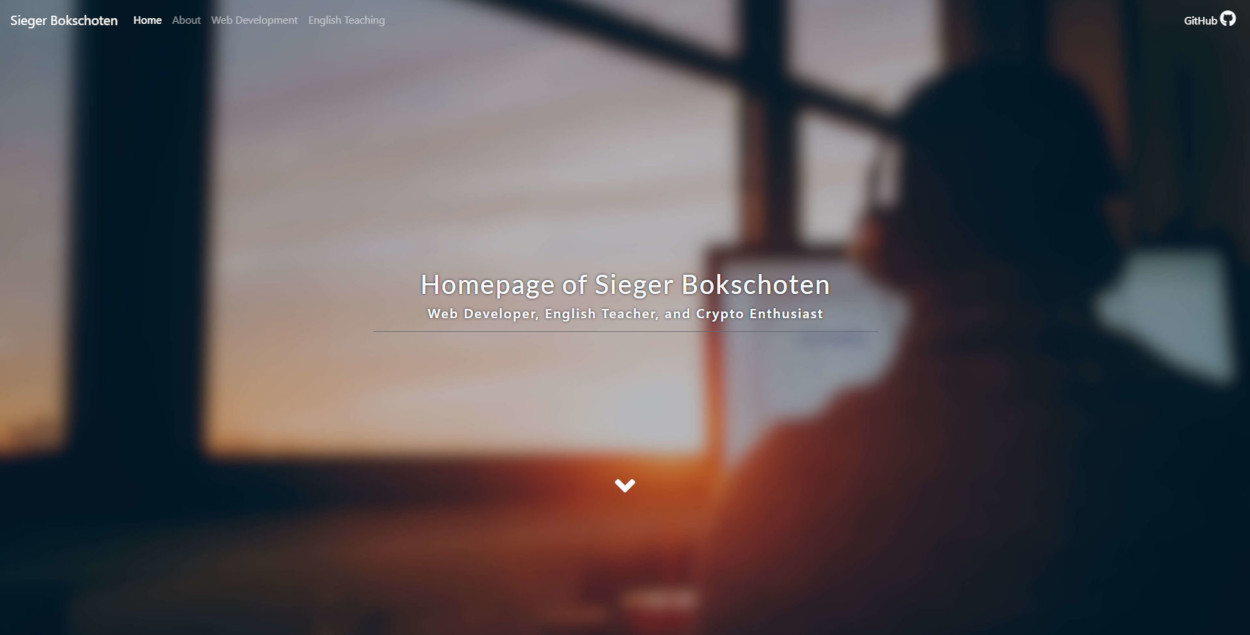 Sieger Bokschoten Home About Web Development English Teaching GitHub
Homepage of Sieger Bokschoten
Web Developer, English Teacher, and Crypto Enthusiast